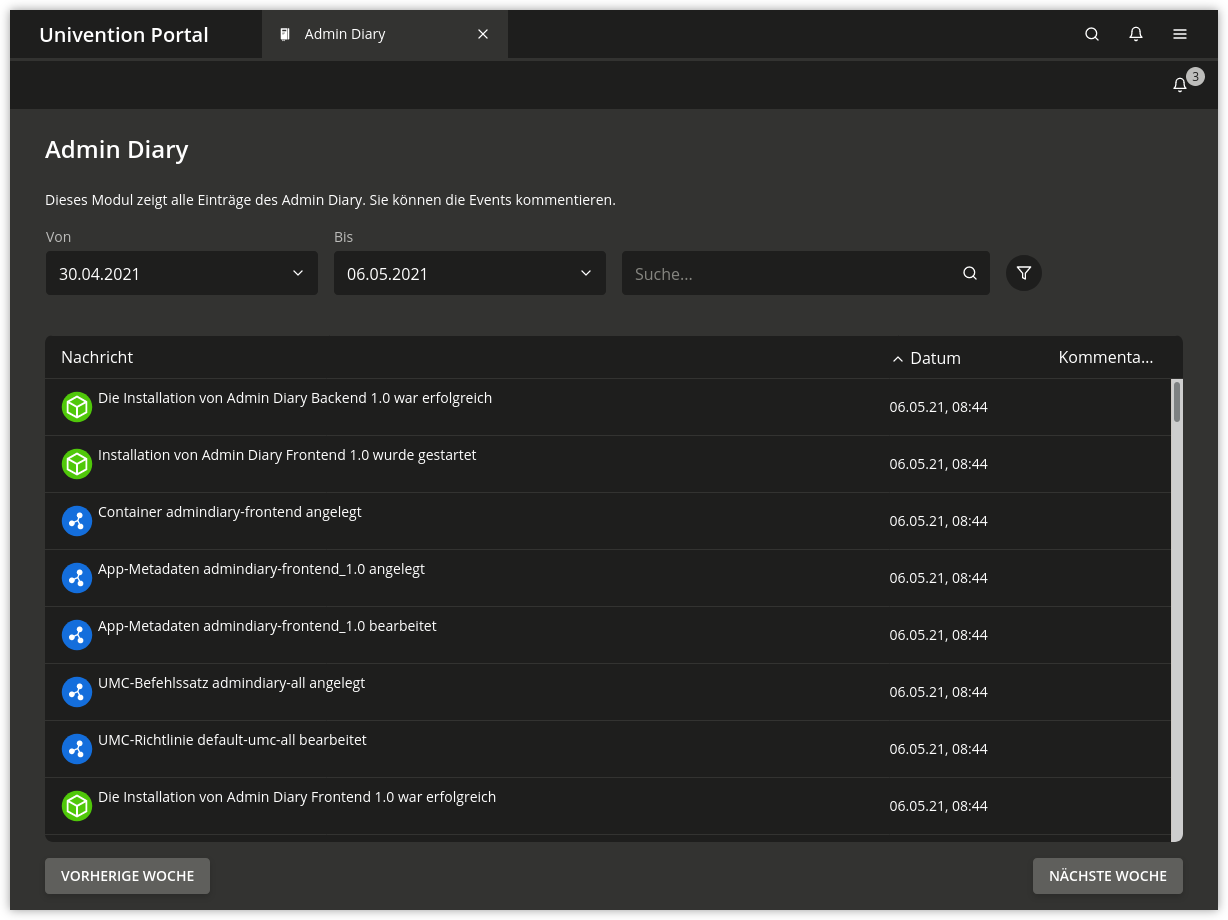 Univention Portal
Admin Diary
3
Admin Diary
Dieses Modul zeigt alle Einträge des Admin Diary. Sie können die Events kommentieren.
Von
Bis
30.04.2021
06.05.2021
Suche...
Nachricht
Datum
Kommenta...
Die Installation von Admin Diary Backend 1.0 war erfolgreich
06.05.21, 08:44
Installation von Admin Diary Frontend 1.0 wurde gestartet
06.05.21, 08:44
Container admindiary-frontend angelegt
06.05.21, 08:44
App-Metadaten admindiary-frontend_1.0 angelegt
06.05.21, 08:44
App-Metadaten admindiary-frontend_1.0 bearbeitet
06.05.21, 08:44
UMC-Befehlssatz admindiary-all angelegt
06.05.21, 08:44
UMC-Richtlinie default-umc-all bearbeitet
06.05.21, 08:44
Die Installation von Admin Diary Frontend 1.0 war erfolgreich
06.05.21, 08:44
VORHERIGE WOCHE
NÄCHSTE WOCHE